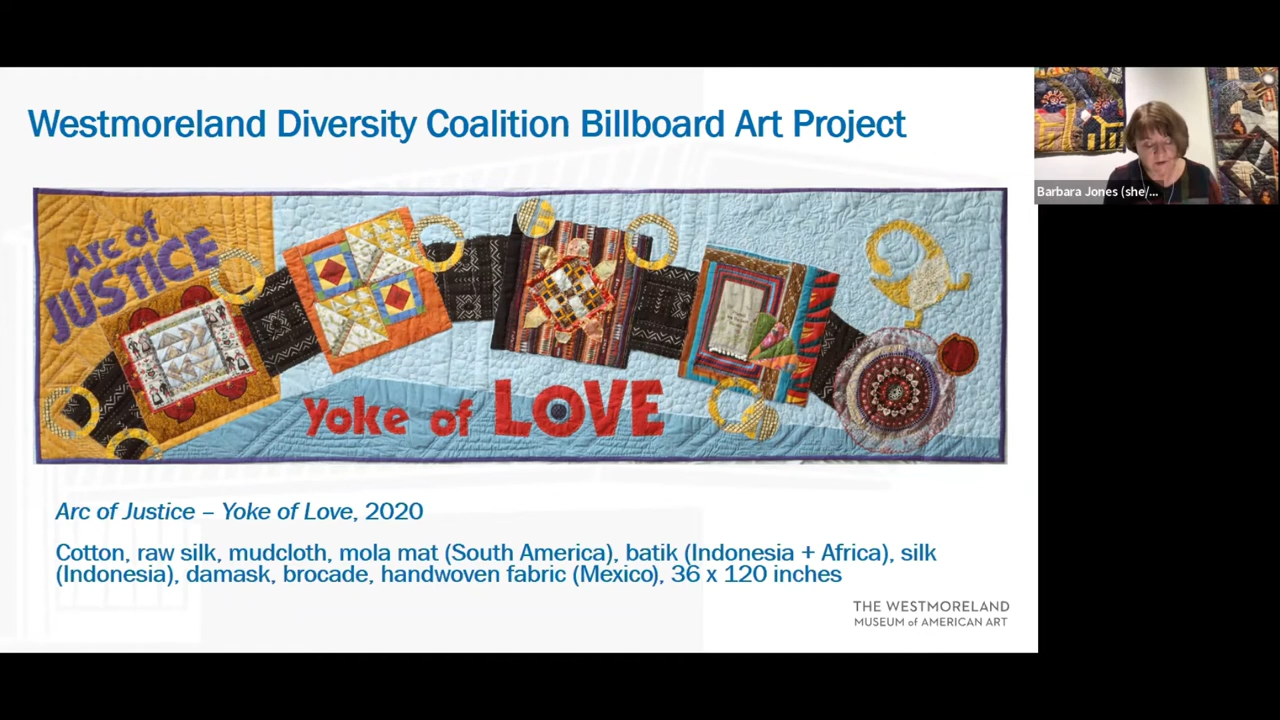 Westmoreland Diversity Coalition Billboard Art Project
Barbara Jones (she/...
Arc of
JUSTICE
Yoke of LOVE
Arc of Justice – Yoke of Love, 2020
Cotton, raw silk, mudcloth, mola mat (South America), batik (Indonesia + Africa), silk
(Indonesia), damask, brocade, handwoven fabric (Mexico), 36 x 120 inches
THE WESTMORELAND
MUSEUM of AMERICAN ART